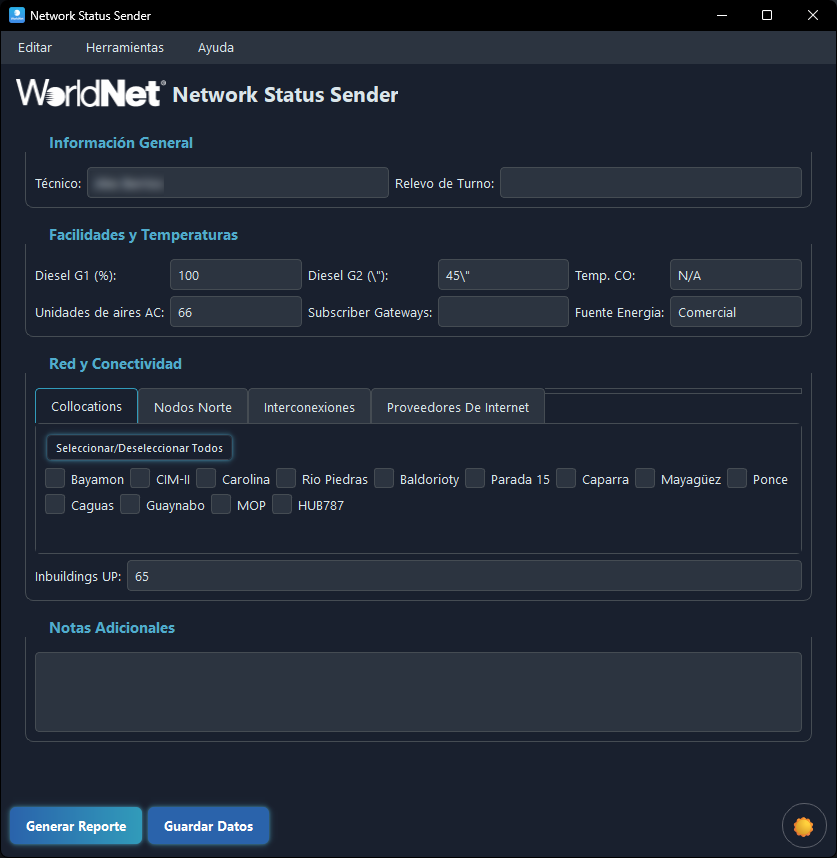 Network Status Sender
Editar Herramientas Ayuda
WorldNet® Network Status Sender
Información General
Técnico: Relevo de Turno:
Facilidades y Temperaturas
Diesel G1 (%): 100 Diesel G2 (\"): 45\" Temp. CO: N/A
Unidades de aires AC: 66 Subscriber Gateways: Fuente Energia: Comercial
Red y Conectividad
Collocations Nodos Norte Interconexiones Proveedores De Internet
Seleccionar/Deseleccionar Todos
Bayamon CIM-II Carolina Rio Piedras Baldorioty Parada 15 Caparra Mayagüez Ponce
Caguas Guaynabo MOP HUB787
Inbuildings UP: 65
Notas Adicionales
Generar Reporte Guardar Datos